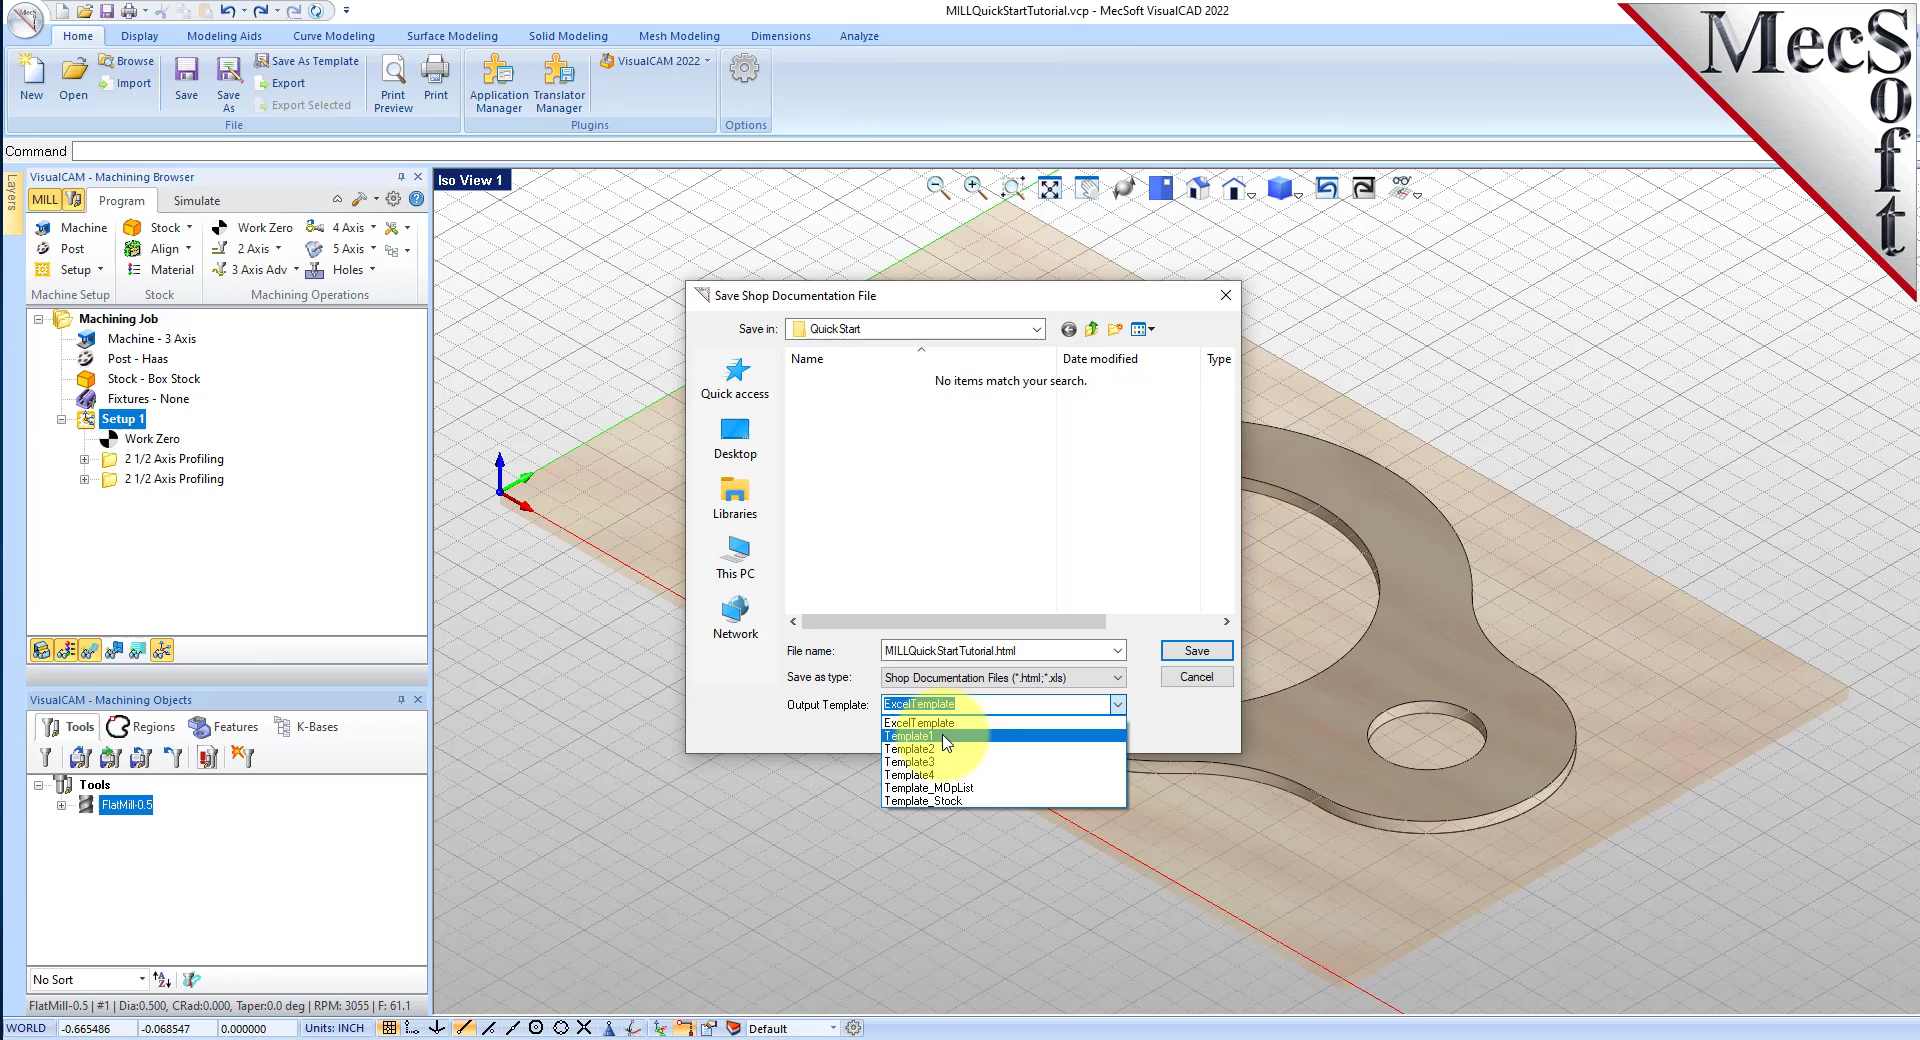 MILLQuickStartTutorial.vcp - MecSoft VisualCAD 2022
Home Display Modeling Aids Curve Modeling Surface Modeling Solid Modeling Mesh Modeling Dimensions Analyze
New Open Browse Import
Save Save As Save As Template Export Export Selected
Print Preview Print
File
Application Manager Translator Manager VisualCAM 2022
Plugins
Options
MecSoft
Command
Layers
VisualCAM - Machining Browser
MILL Program Simulate
Machine Stock Work Zero 4 Axis
Post Align 2 Axis 5 Axis
Setup Material 3 Axis Adv Holes
Machine Setup Stock Machining Operations
Machining Job
Machine - 3 Axis
Post - Haas
Stock - Box Stock
Fixtures - None
Setup 1
Work Zero
2 1/2 Axis Profiling
2 1/2 Axis Profiling
VisualCAM - Machining Objects
Tools Regions Features K-Bases
Tools
FlatMill-0.5
No Sort
FlatMill-0.5 | #1 | Dia:0.500, CRad:0.000, Taper:0.0 deg | RPM: 3055 | F: 61.1
Iso View 1
Save Shop Documentation File
Save in: QuickStart
Name Date modified Type
No items match your search.
Quick access
Desktop
Libraries
This PC
Network
File name: MILLQuickStartTutorial.html Save
Save as type: Shop Documentation Files (*.html;*.xls) Cancel
Output Template: ExcelTemplate
ExcelTemplate
Template1
Template2
Template3
Template4
Template_MOpList
Template_Stock
WORLD -0.665486 -0.068547 0.000000 Units: INCH Default